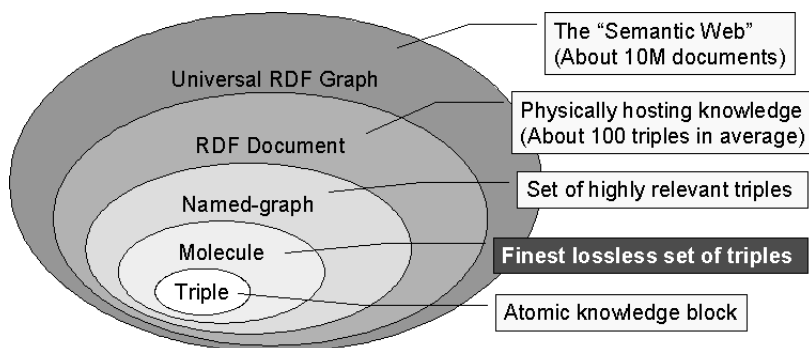 The “Semantic Web”
(About 10M documents)
Universal RDF Graph
Physically hosting knowledge
(About 100 triples in average)
RDF Document
Set of highly relevant triples
Named-graph
Molecule
Finest lossless set of triples
Triple
Atomic knowledge block